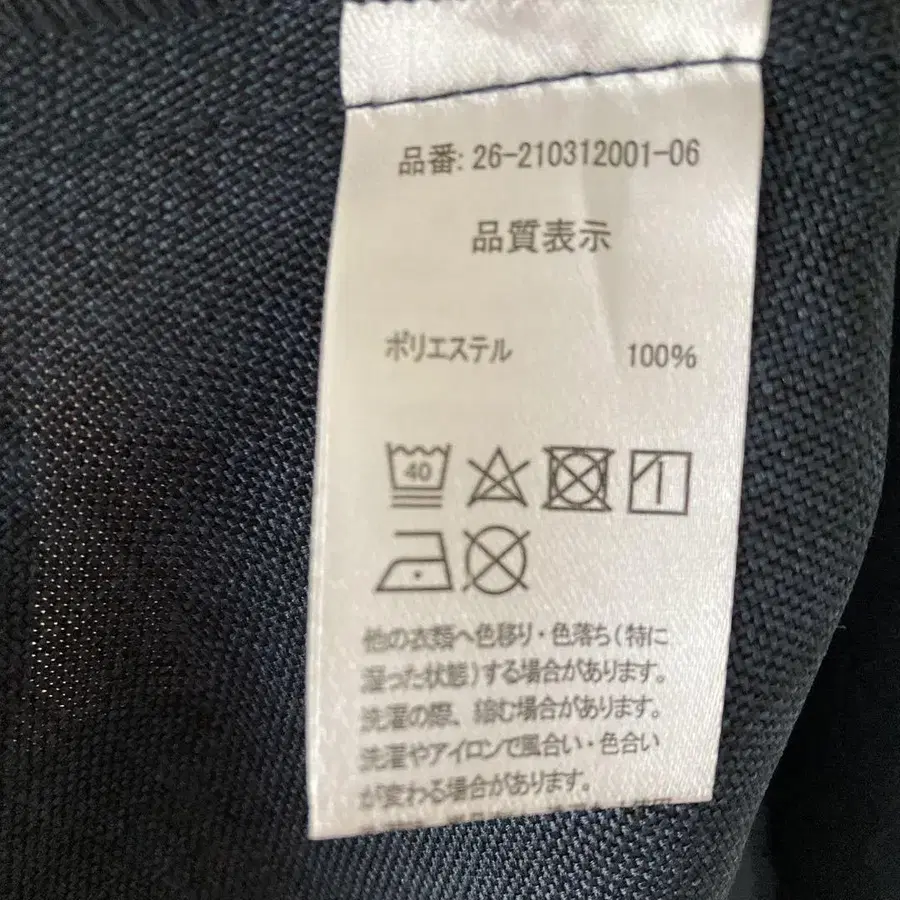 品番: 26-210312001-06
品質表示
ポリエステル 100%
40
他の衣類へ色移り・色落ち(特に
湿った状態)する場合があります。
洗濯の際、縮む場合があります。
洗濯やアイロンで風合い・色合い
が変わる場合があります。